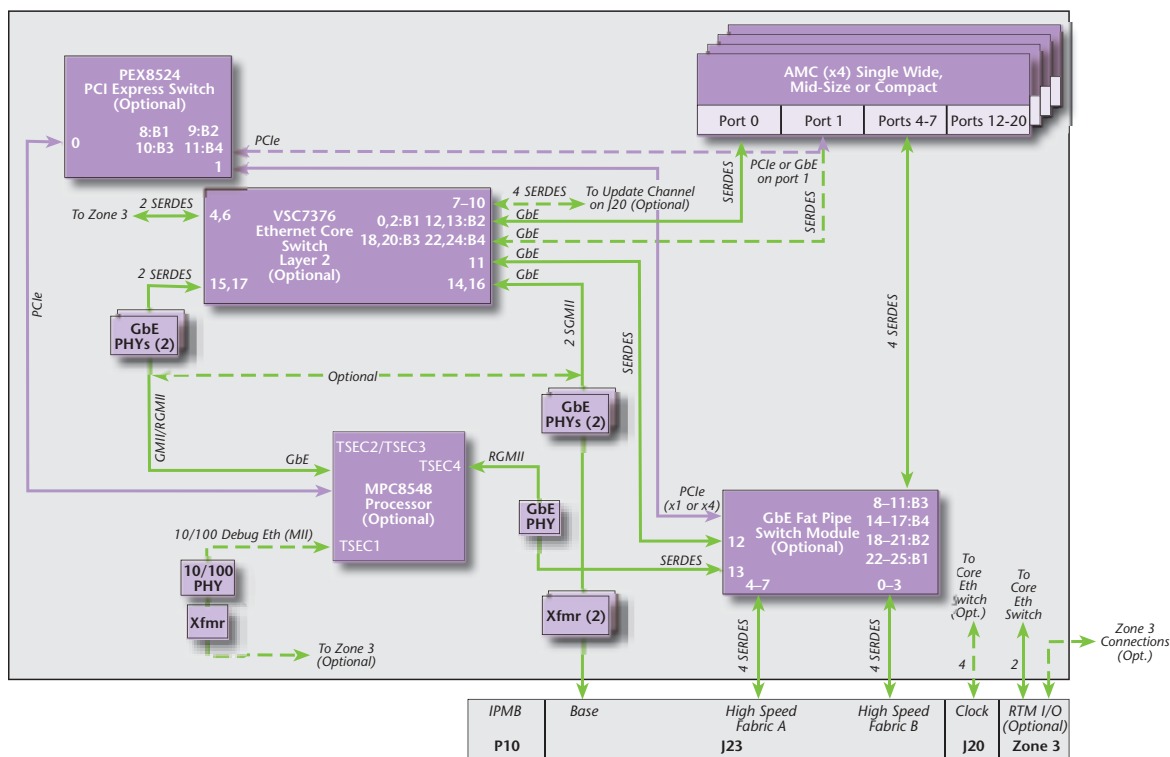 PEX8524
PCI Express Switch
(Optional)
8:B1 9:B2
10:B3 11:B4
0
1
PCIe
AMC (x4) Single Wide,
Mid-Size or Compact
Port 0
Port 1
Ports 4-7
Ports 12-20
PCIe or GbE
on port 1
SERDES
SERDES
4 SERDES
To Update Channel
on J20 (Optional)
2 SERDES
To Zone 3
4,6
VSC7376
Ethernet Core
Switch
Layer 2
(Optional)
7–10
0,2:B1 12,13:B2
18,20:B3 22,24:B4
11
14,16
15,17
GbE
GbE
GbE
GbE
2 SERDES
PCIe
GbE
PHYs (2)
2 SGMII
SERDES
4 SERDES
Optional
GbE
PHYs (2)
GMII/RGMII
GbE
TSEC2/TSEC3
TSEC4
MPC8548
Processor
(Optional)
TSEC1
RGMII
GbE
PHY
PCIe
(x1 or x4)
8–11:B3
GbE Fat Pipe
Switch Module
(Optional)
14–17:B4
18–21:B2
22–25:B1
12
13
4–7
0–3
SERDES
10/100 Debug Eth (MII)
10/100
PHY
Xfmr
To Zone 3
(Optional)
Xfmr (2)
4 SERDES
4 SERDES
To
Core
Eth
Switch
(Opt.)
4
To
Core
Eth
Switch
2
Zone 3
Connections
(Opt.)
IPMB
P10
Base
High Speed
Fabric A
High Speed
Fabric B
J23
Clock
J20
RTM I/O
(Optional)
Zone 3